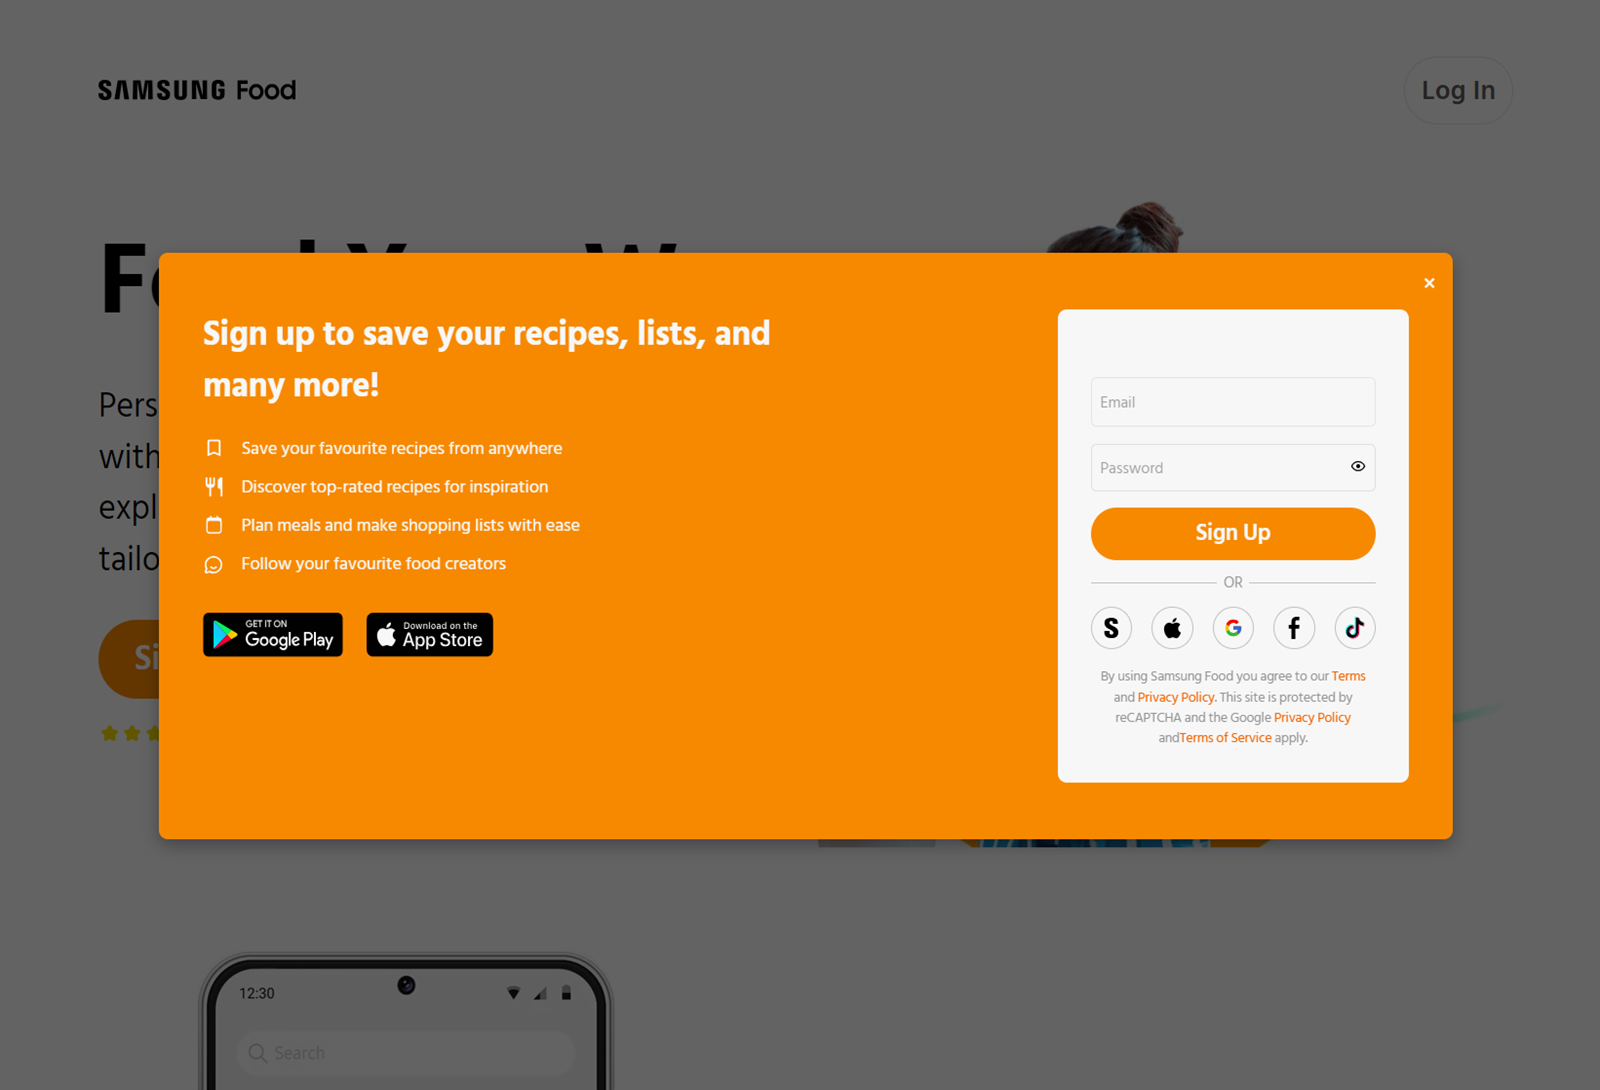 SAMSUNG Food
Log In
Sign up to save your recipes, lists, and
many more!
Save your favourite recipes from anywhere
Discover top-rated recipes for inspiration
Plan meals and make shopping lists with ease
Follow your favourite food creators
GET IT ON
Google Play
Download on the
App Store
Email
Password
Sign Up
OR
By using Samsung Food you agree to our Terms
and Privacy Policy. This site is protected by
reCAPTCHA and the Google Privacy Policy
andTerms of Service apply.
Pers
with
expl
tailo
Si
12:30
Search